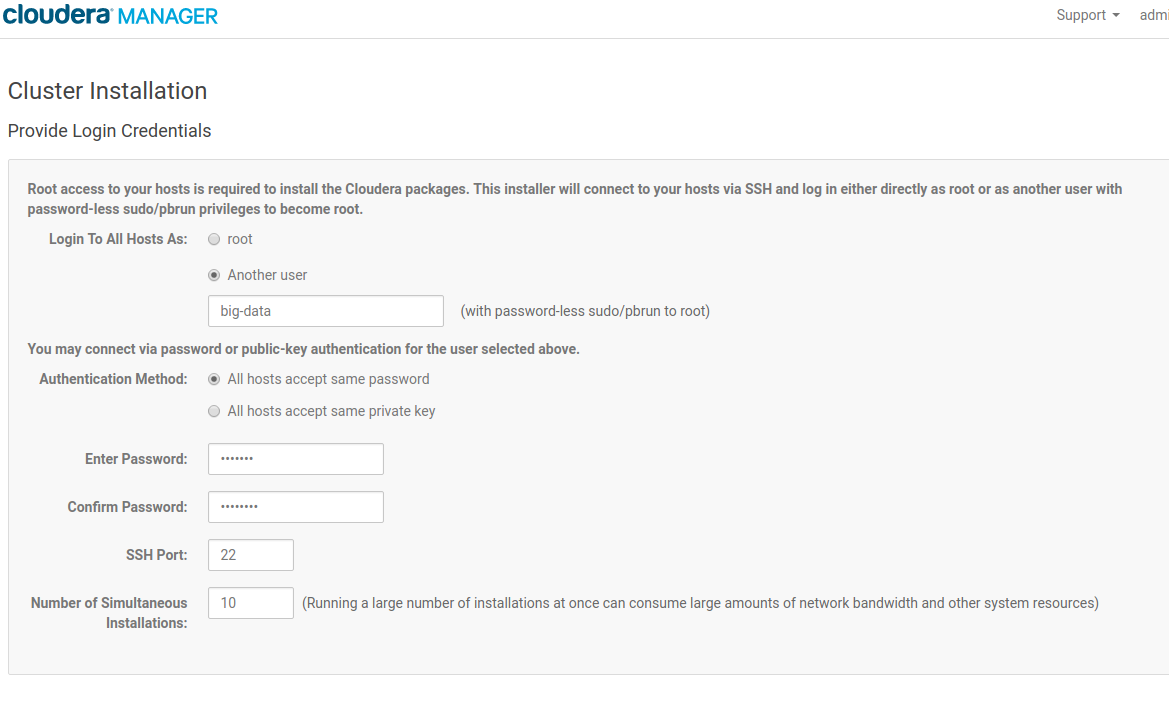 cloudera MANAGER
Support
admi
Cluster Installation
Provide Login Credentials
Root access to your hosts is required to install the Cloudera packages. This installer will connect to your hosts via SSH and log in either directly as root or as another user with
password-less sudo/pbrun privileges to become root.
Login To All Hosts As: root
Another user
big-data (with password-less sudo/pbrun to root)
You may connect via password or public-key authentication for the user selected above.
Authentication Method: All hosts accept same password
All hosts accept same private key
Enter Password: •••••••
Confirm Password: ••••••••
SSH Port: 22
Number of Simultaneous 10 (Running a large number of installations at once can consume large amounts of network bandwidth and other system resources)
Installations: